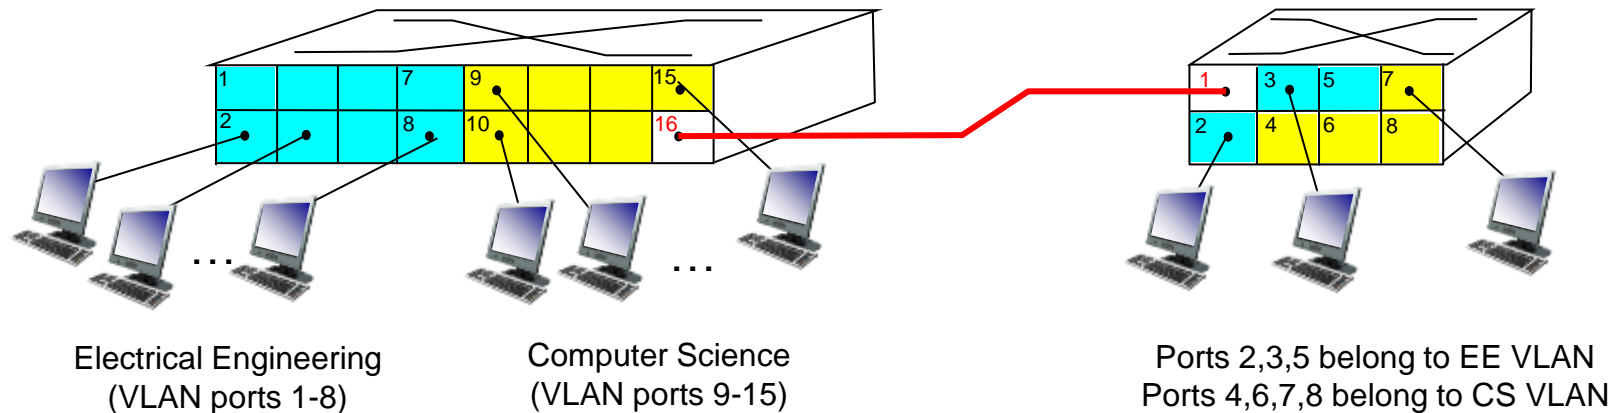 1 7 9 15
2 8 10 16
1 3 5 7
2 4 6 8
... ...
Electrical Engineering
(VLAN ports 1-8)
Computer Science
(VLAN ports 9-15)
Ports 2,3,5 belong to EE VLAN
Ports 4,6,7,8 belong to CS VLAN